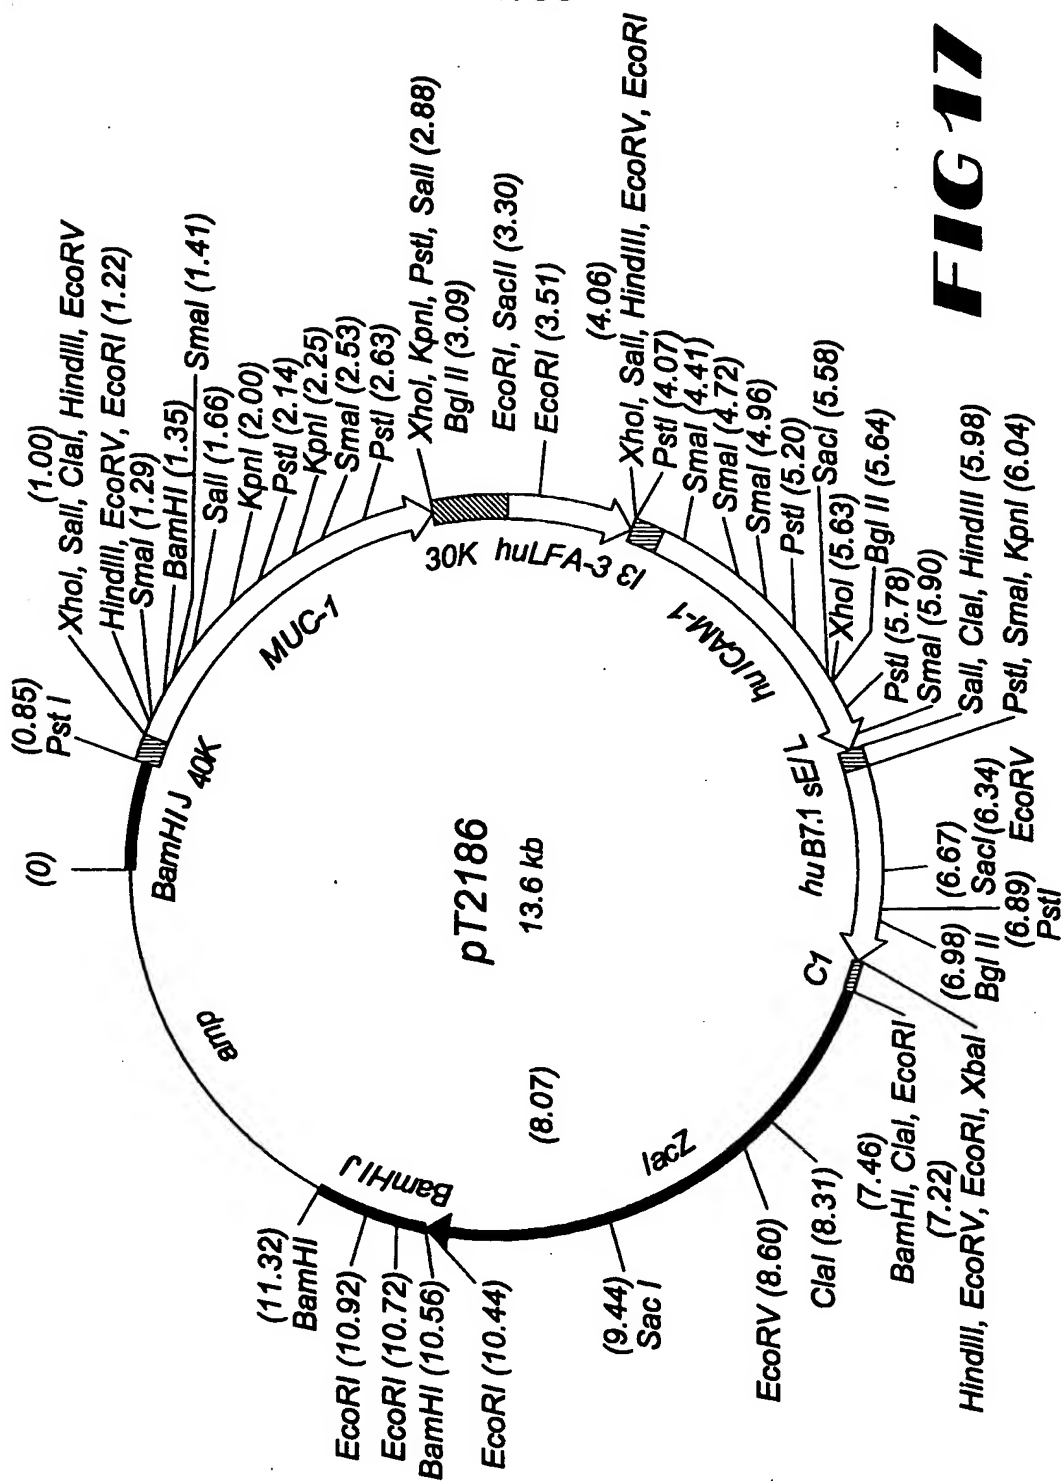 (0)
(0.85)
Pst I
(1.00)
XhoI, SalI, ClaI, HindIII, EcoRV
HindIII, EcoRV, EcoRI (1.22)
SmaI (1.29)
BamHI (1.35)
SmaI (1.41)
SalI (1.66)
KpnI (2.00)
PstI (2.14)
KpnI (2.25)
SmaI (2.53)
PstI (2.63)
XhoI, KpnI, PstI, SalI (2.88)
Bgl II (3.09)
EcoRI, SacII (3.30)
EcoRI (3.51)
(4.06)
XhoI, SalI, HindIII, EcoRV, EcoRI
PstI (4.07)
SmaI (4.41)
SmaI (4.72)
SmaI (4.96)
PstI (5.20)
SacI (5.58)
XhoI (5.63)
Bgl II (5.64)
PstI (5.78)
SmaI (5.90)
SalI, ClaI, HindIII (5.98)
PstI, SmaI, KpnI (6.04)
(6.34)
EcoRV
(6.67)
SacI
(6.89)
PstI
(6.98)
Bgl II
(7.22)
HindIII, EcoRV, EcoRI, XbaI
(7.46)
BamHI, ClaI, EcoRI
ClaI (8.31)
EcoRV (8.60)
(9.44)
Sac I
EcoRI (10.44)
BamHI (10.56)
EcoRI (10.72)
EcoRI (10.92)
(11.32)
BamHI
BamHI J
40K
MUC-1
30K
huLFA-3
I3
huICAM-1
sE/L
huB7.1
C1
lacZ
(8.07)
BamHI J
amp
pT2186
13.6 kb
FIG 17